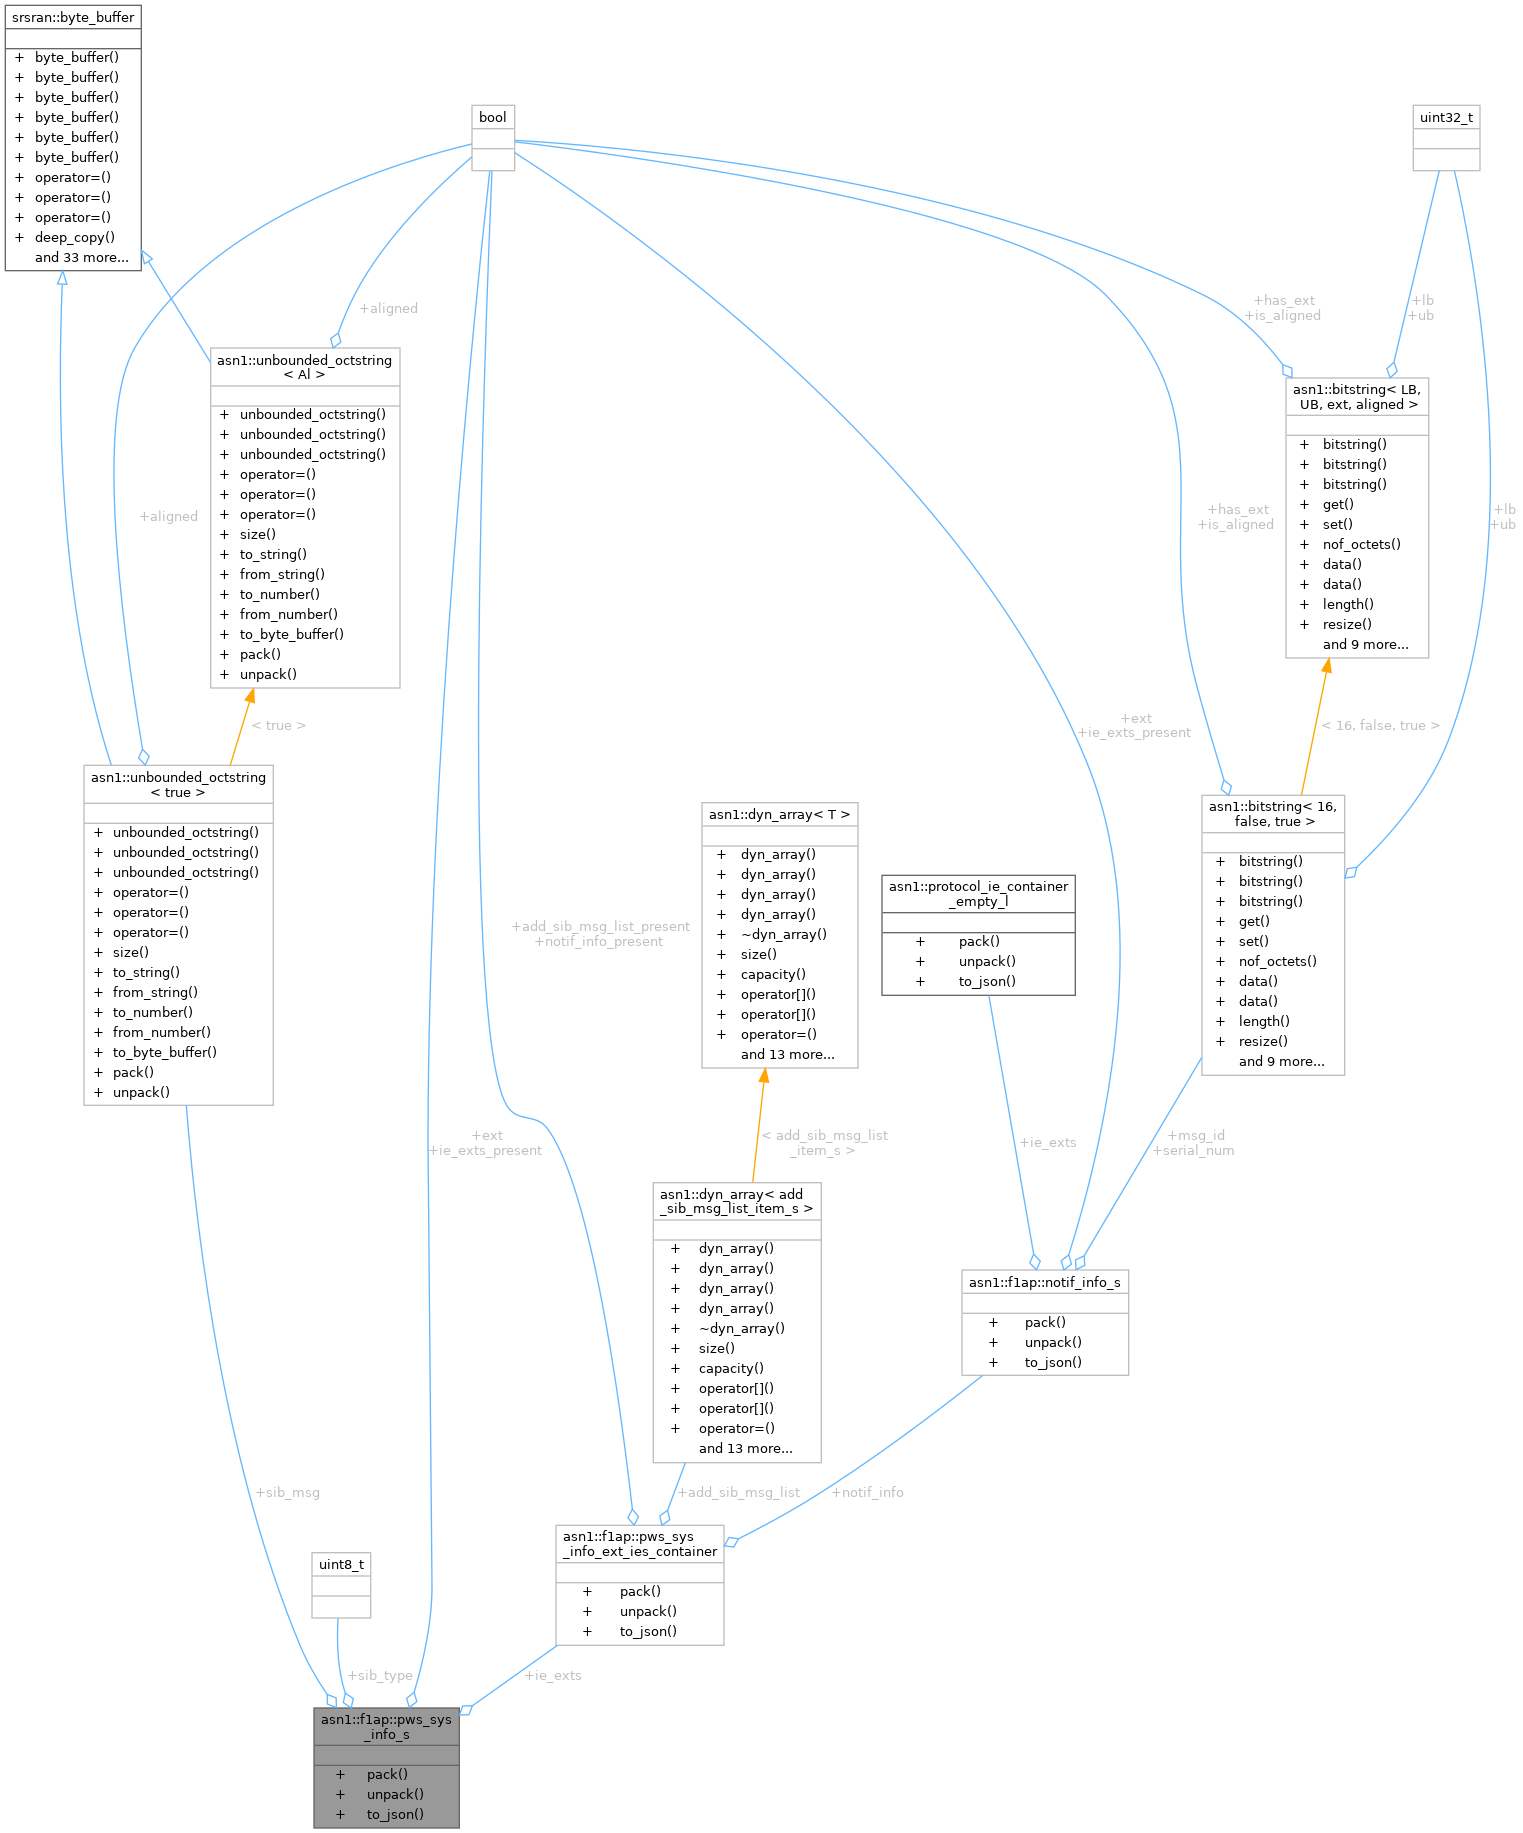 srsran::byte_buffer
+ byte_buffer()
+ byte_buffer()
+ byte_buffer()
+ byte_buffer()
+ byte_buffer()
+ byte_buffer()
+ operator=()
+ operator=()
+ operator=()
+ deep_copy()
and 33 more...
bool
uint32_t
+aligned
+has_ext
+is_aligned
+lb
+ub
asn1::unbounded_octstring
< Al >
+ unbounded_octstring()
+ unbounded_octstring()
+ unbounded_octstring()
+ operator=()
+ operator=()
+ operator=()
+ size()
+ to_string()
+ from_string()
+ to_number()
+ from_number()
+ to_byte_buffer()
+ pack()
+ unpack()
asn1::bitstring< LB,
UB, ext, aligned >
+ bitstring()
+ bitstring()
+ bitstring()
+ get()
+ set()
+ nof_octets()
+ data()
+ data()
+ length()
+ resize()
and 9 more...
+aligned
+has_ext
+is_aligned
+lb
+ub
< true >
+ext
+ie_exts_present
< 16, false, true >
asn1::unbounded_octstring
< true >
+ unbounded_octstring()
+ unbounded_octstring()
+ unbounded_octstring()
+ operator=()
+ operator=()
+ operator=()
+ size()
+ to_string()
+ from_string()
+ to_number()
+ from_number()
+ to_byte_buffer()
+ pack()
+ unpack()
+add_sib_msg_list_present
+notif_info_present
asn1::dyn_array< T >
+ dyn_array()
+ dyn_array()
+ dyn_array()
+ dyn_array()
+ ~dyn_array()
+ size()
+ capacity()
+ operator[]()
+ operator[]()
+ operator=()
and 13 more...
asn1::protocol_ie_container
_empty_l
+ pack()
+ unpack()
+ to_json()
asn1::bitstring< 16,
false, true >
+ bitstring()
+ bitstring()
+ bitstring()
+ get()
+ set()
+ nof_octets()
+ data()
+ data()
+ length()
+ resize()
and 9 more...
+ext
+ie_exts_present
< add_sib_msg_list
_item_s >
+ie_exts
+msg_id
+serial_num
asn1::dyn_array< add
_sib_msg_list_item_s >
+ dyn_array()
+ dyn_array()
+ dyn_array()
+ dyn_array()
+ ~dyn_array()
+ size()
+ capacity()
+ operator[]()
+ operator[]()
+ operator=()
and 13 more...
asn1::f1ap::notif_info_s
+ pack()
+ unpack()
+ to_json()
+sib_msg
+add_sib_msg_list
+notif_info
uint8_t
asn1::f1ap::pws_sys
_info_ext_ies_container
+ pack()
+ unpack()
+ to_json()
+sib_type
+ie_exts
asn1::f1ap::pws_sys
_info_s
+ pack()
+ unpack()
+ to_json()